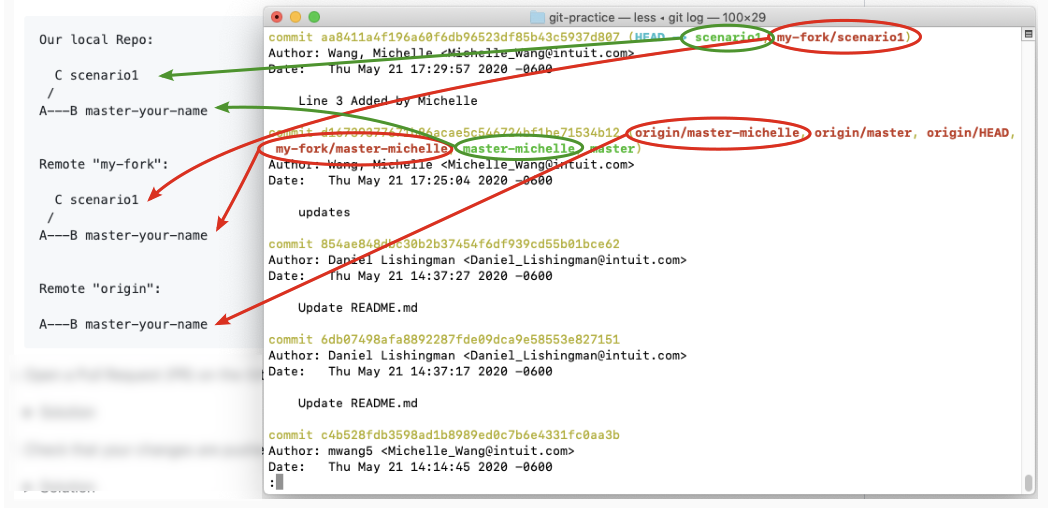 Our local Repo:
C scenario1
/
A---B master-your-name
Remote "my-fork":
C scenario1
/
A---B master-your-name
Remote "origin":
A---B master-your-name
git-practice — less ◂ git log — 100×29
commit aa8411a4f196a60f6db96523df85b43c5937d807 (HEAD scenario1, my-fork/scenario1)
Author: Wang, Michelle <Michelle_Wang@intuit.com>
Date: Thu May 21 17:29:57 2020 -0600
Line 3 Added by Michelle
commit (origin/master-michelle, origin/master, origin/HEAD,
my-fork/master-michelle, master-michelle, master)
Author: Wang, Michelle <Michelle_Wang@intuit.com>
Date: Thu May 21 17:25:04 2020 -0600
updates
commit 854ae848dbc30b2b37454f6df939cd55b01bce62
Author: Daniel Lishingman <Daniel_Lishingman@intuit.com>
Date: Thu May 21 14:37:27 2020 -0600
Update README.md
commit 6db07498afa8892287fde09dca9e58553e827151
Author: Daniel Lishingman <Daniel_Lishingman@intuit.com>
Date: Thu May 21 14:37:17 2020 -0600
Update README.md
commit c4b528fdb3598ad1b8989ed0c7b6e4331fc0aa3b
Author: mwang5 <Michelle_Wang@intuit.com>
Date: Thu May 21 14:14:45 2020 -0600
: